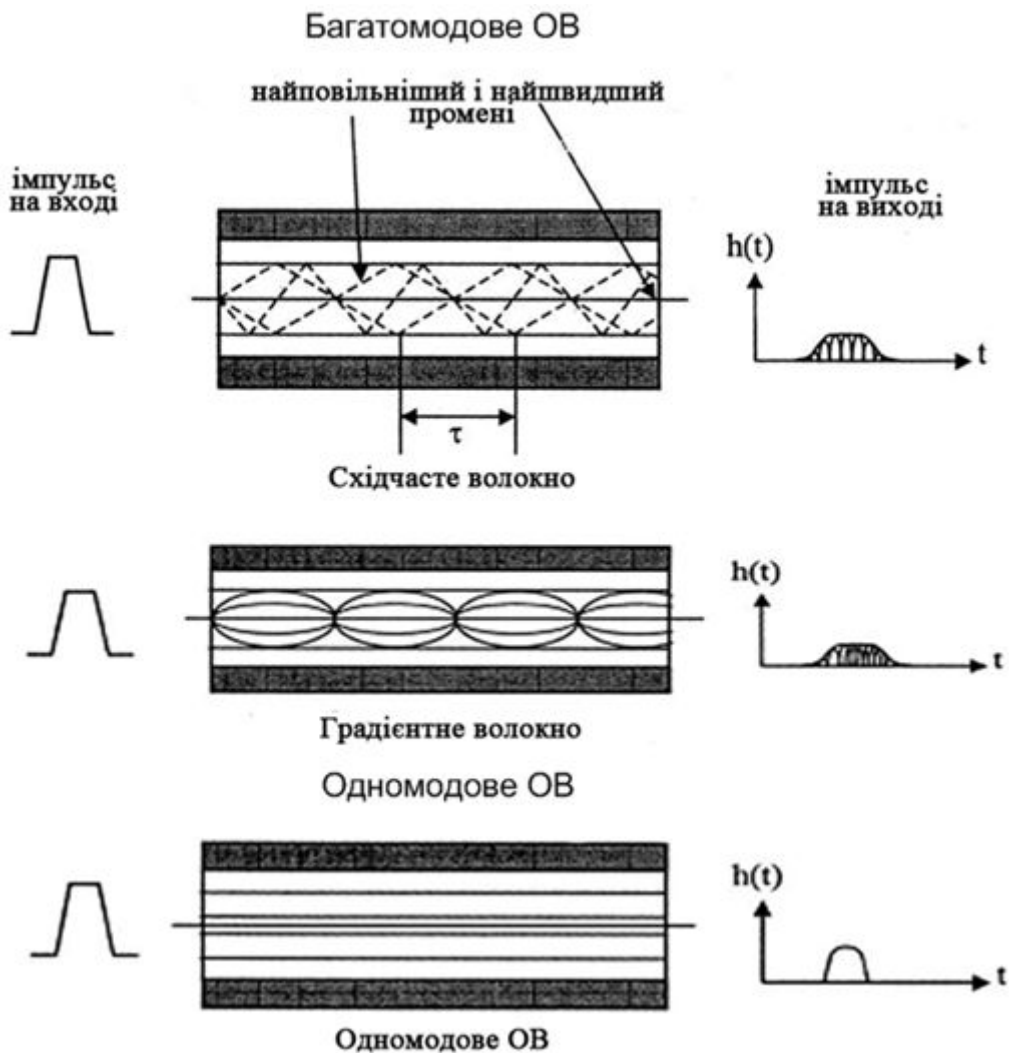 Багатомодове ОВ
найповільніший і найшвидший
промені
імпульс
на вході
імпульс
на виході
h(t)
t
τ
Східчасте волокно
h(t)
t
Градієнтне волокно
Одномодове ОВ
h(t)
t
Одномодове ОВ